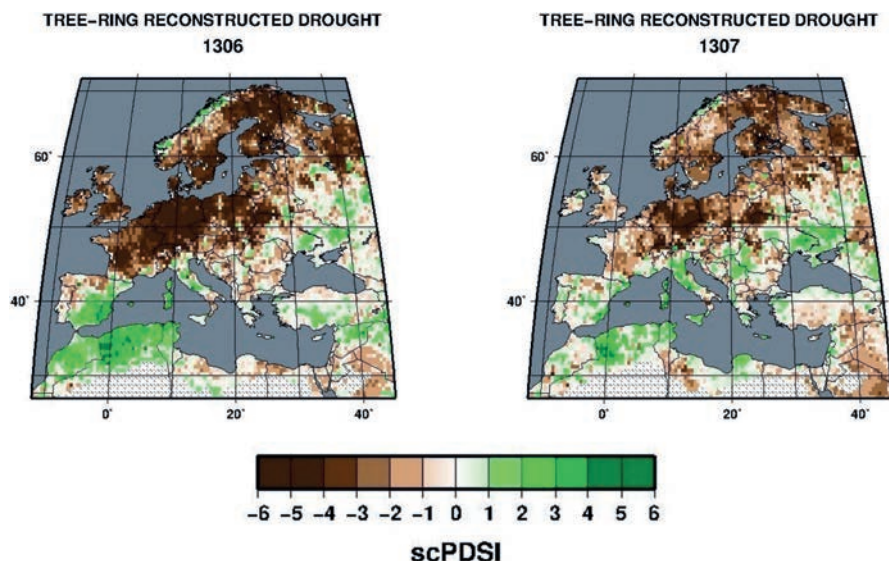 TREE-RING RECONSTRUCTED DROUGHT
1306
60°
40°
0° 20° 40°
TREE-RING RECONSTRUCTED DROUGHT
1307
60°
40°
0° 20° 40°
-6 -5 -4 -3 -2 -1 0 1 2 3 4 5 6
scPDSI